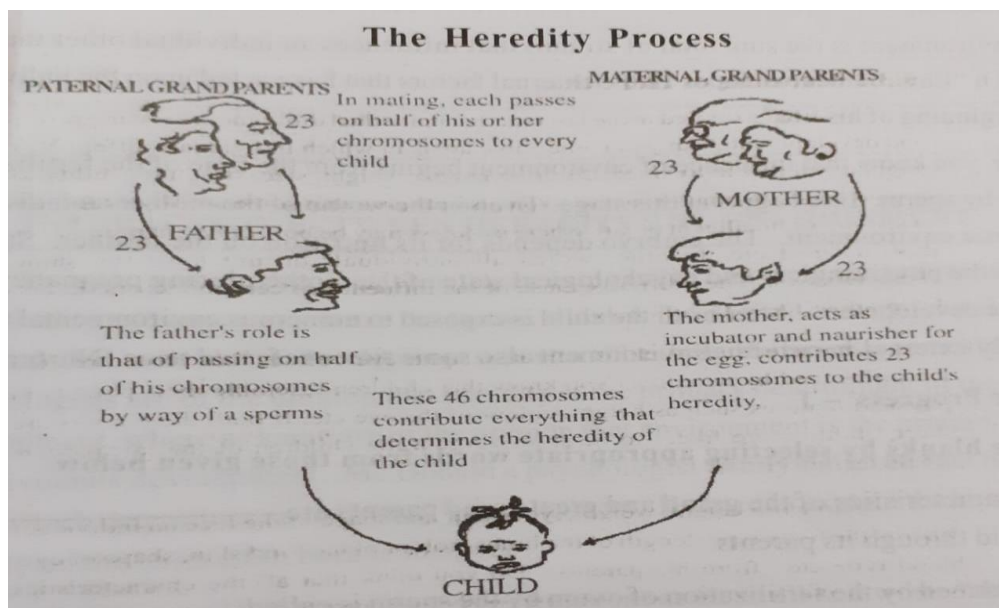 The Heredity Process
PATERNAL GRAND PARENTS
MATERNAL GRAND PARENTS
In mating, each passes
on half of his or her
chromosomes to every
child
23
23
FATHER
23
MOTHER
23
The father's role is
that of passing on half
of his chromosomes
by way of a sperms
The mother, acts as
incubator and naurisher for
the egg, contributes 23
chromosomes to the child's
heredity.
These 46 chromosomes
contribute everything that
determines the heredity of
the child
CHILD